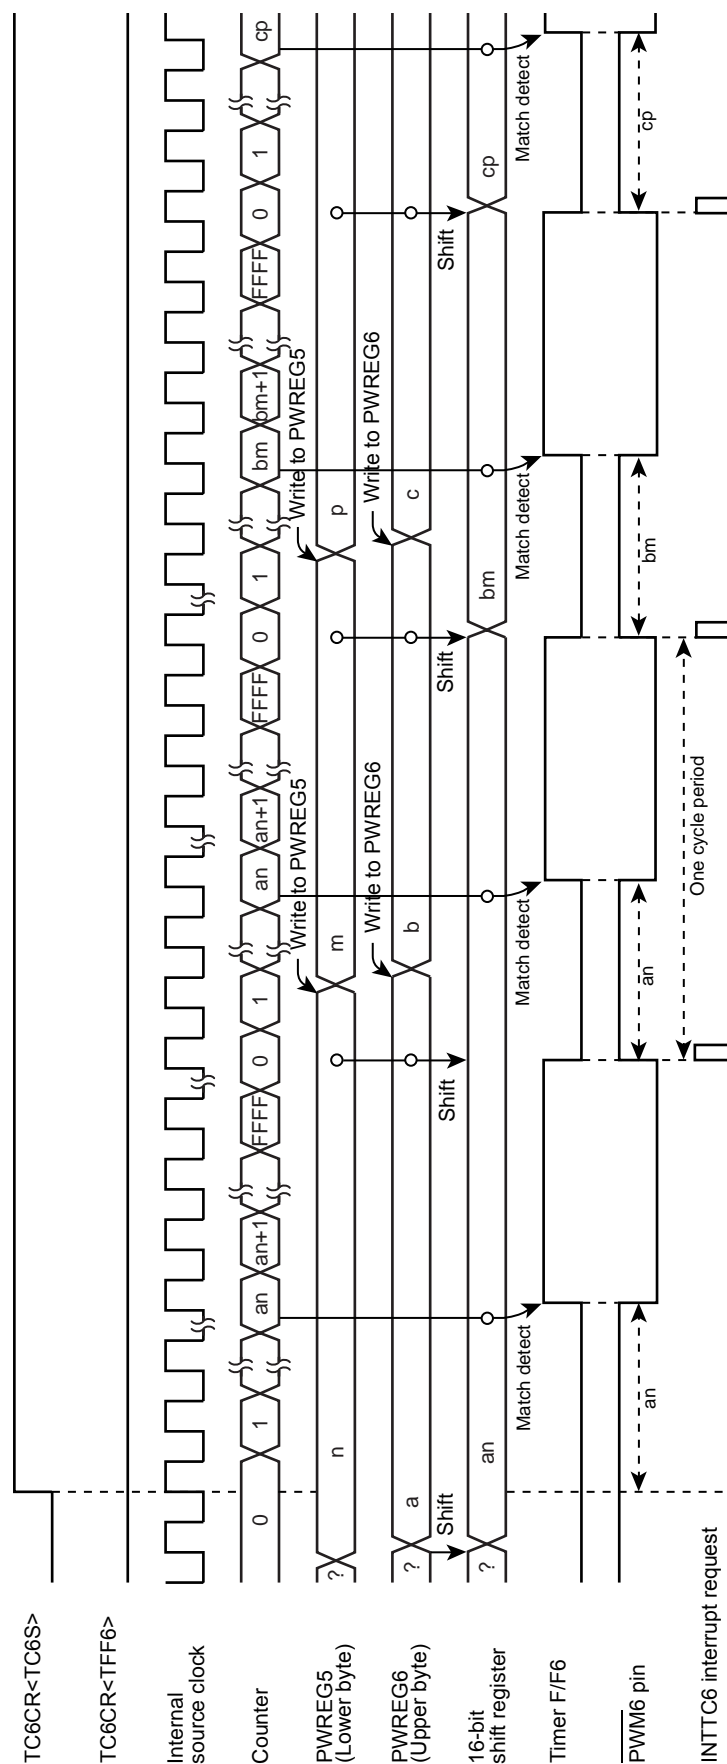 TC6CR<TC6S>
TC6CR<TFF6>
Internal
source clock
Counter
0
1
an
an+1
FFFF
0
1
an
an+1
FFFF
0
1
bm
bm+1
FFFF
0
1
cp
Write to PWREG5
Write to PWREG5
PWREG5
(Lower byte)
?
n
m
p
Write to PWREG6
Write to PWREG6
PWREG6
(Upper byte)
?
a
b
c
Shift
Shift
Shift
Shift
16-bit
shift register
?
an
bm
cp
Match detect
Match detect
Match detect
Match detect
Timer F/F6
PWM6 pin
an
an
bm
cp
One cycle period
INTTC6 interrupt request